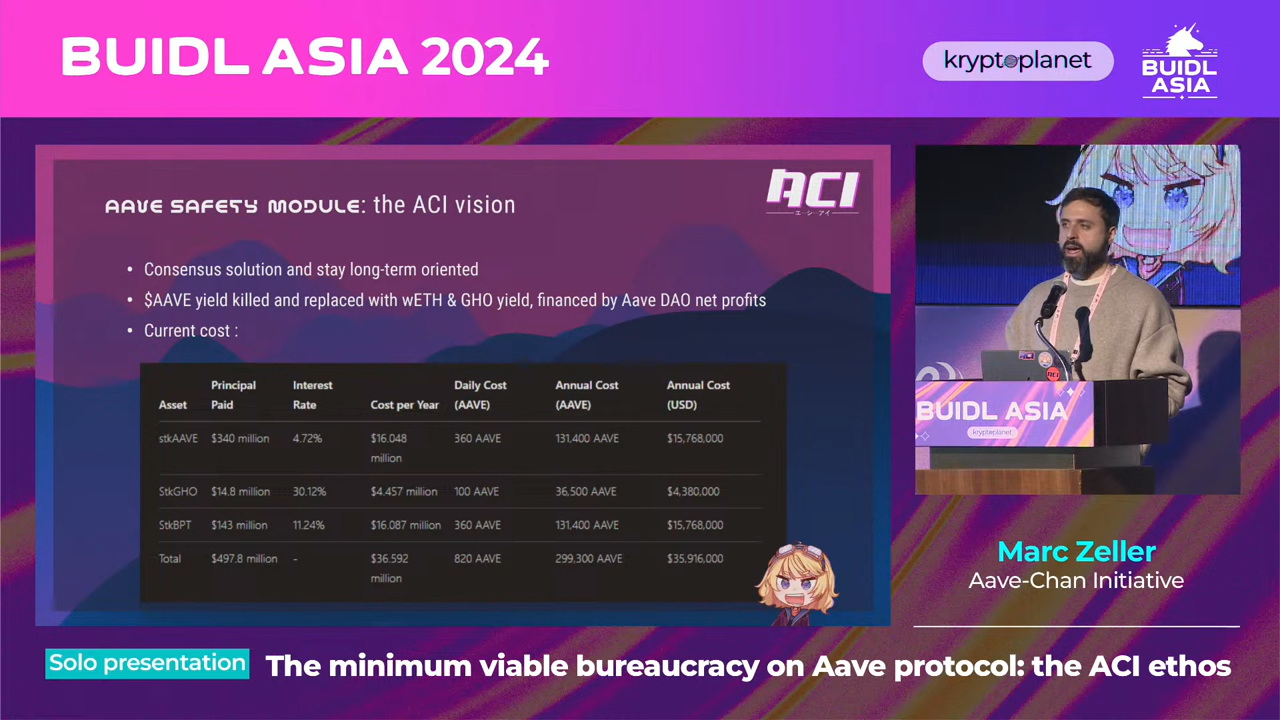 BUIDL ASIA 2024
kryptoplanet
BUIDL
ASIA
AAVE SAFETY MODULE: the ACI vision
ACI
エーシーアイ
• Consensus solution and stay long-term oriented
• $AAVE yield killed and replaced with wETH & GHO yield, financed by Aave DAO net profits
• Current cost :
Asset Principal Paid Interest Rate Cost per Year Daily Cost (AAVE) Annual Cost (AAVE) Annual Cost (USD)
stkAAVE $340 million 4.72% $16.048 million 360 AAVE 131,400 AAVE $15,768,000
StkGHO $14.8 million 30.12% $4.457 million 100 AAVE 36,500 AAVE $4,380,000
StkBPT $143 million 11.24% $16.087 million 360 AAVE 131,400 AAVE $15,768,000
Total $497.8 million - $36.592 million 820 AAVE 299,300 AAVE $35,916,000
BUIDL ASIA
kryptoplanet
Marc Zeller
Aave-Chan Initiative
Solo presentation
The minimum viable bureaucracy on Aave protocol: the ACI ethos